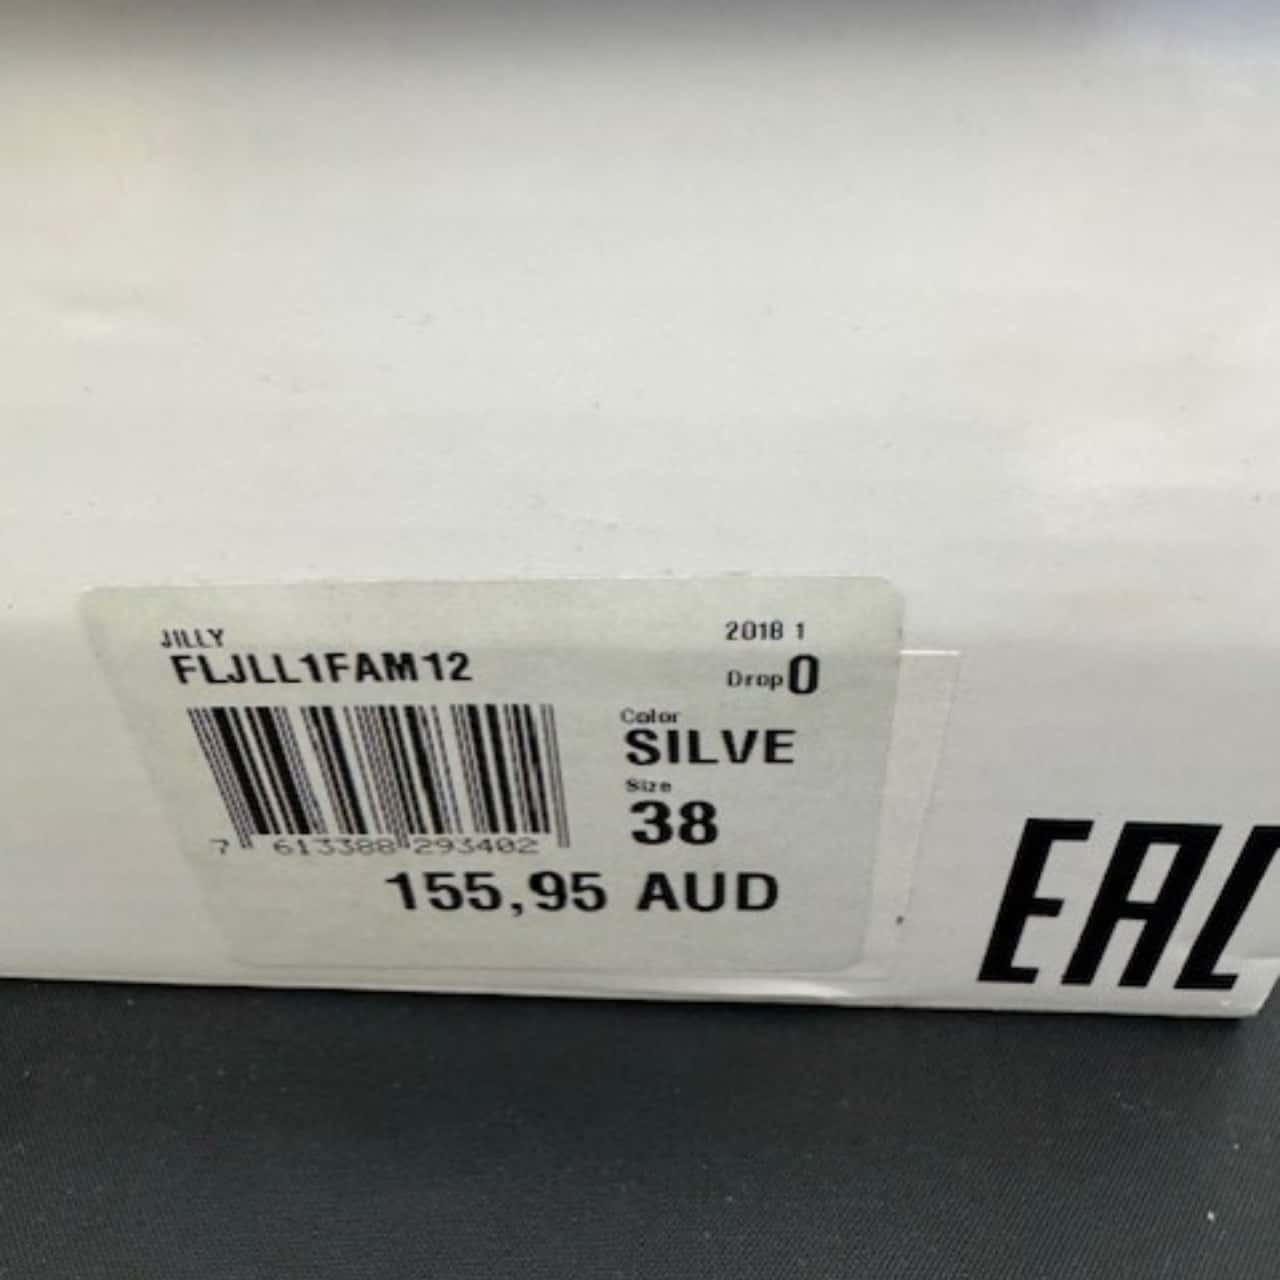 JILLY
FLJLL1FAM12
2018 1
Drop 0
Color
SILVE
Size
38
7 613388 293402
155,95 AUD
EAC